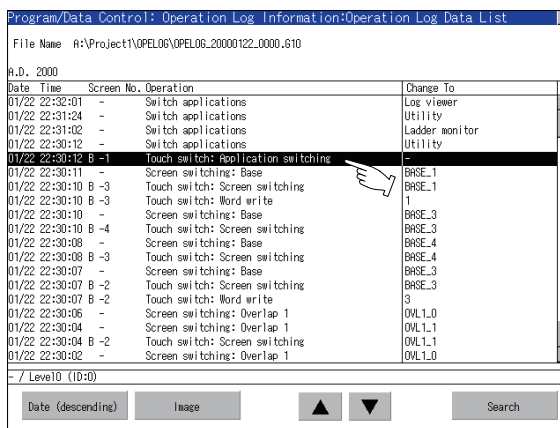 Program/Data Control: Operation Log Information:Operation Log Data List
File Name A:\Project1\OPELOG\OPELOG_20000122_0000.G1O
A.D. 2000
Date Time Screen No. Operation Change To
01/22 22:32:01 - Switch applications Log viewer
01/22 22:31:24 - Switch applications Utility
01/22 22:31:02 - Switch applications Ladder monitor
01/22 22:30:12 - Switch applications Utility
01/22 22:30:12 B -1 Touch switch: Application switching -
01/22 22:30:11 - Screen switching: Base BASE_1
01/22 22:30:10 B -3 Touch switch: Screen switching BASE_1
01/22 22:30:10 B -3 Touch switch: Word write 1
01/22 22:30:10 - Screen switching: Base BASE_3
01/22 22:30:10 B -4 Touch switch: Screen switching BASE_3
01/22 22:30:08 - Screen switching: Base BASE_4
01/22 22:30:08 B -3 Touch switch: Screen switching BASE_4
01/22 22:30:07 - Screen switching: Base BASE_3
01/22 22:30:07 B -2 Touch switch: Screen switching BASE_3
01/22 22:30:07 B -2 Touch switch: Word write 3
01/22 22:30:06 - Screen switching: Overlap 1 OVL1_0
01/22 22:30:04 - Screen switching: Overlap 1 OVL1_1
01/22 22:30:04 B -2 Touch switch: Screen switching OVL1_1
01/22 22:30:02 - Screen switching: Overlap 1 OVL1_0
- / Level0 (ID:0)
Date (descending) Image ▲ ▼ Search